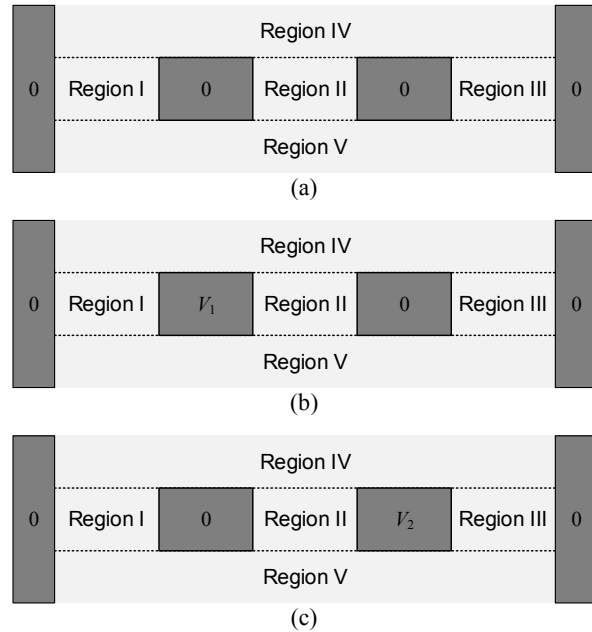 Region IV
0 Region I 0 Region II 0 Region III 0
Region V
(a)
Region IV
0 Region I V₁ Region II 0 Region III 0
Region V
(b)
Region IV
0 Region I 0 Region II V₂ Region III 0
Region V
(c)